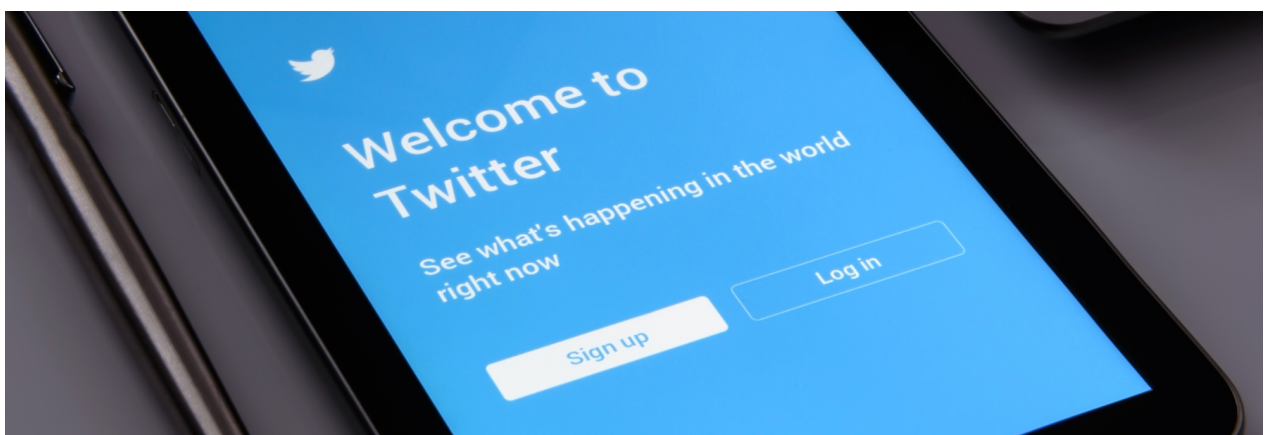 Welcome to
Twitter
See what's happening in the world
right now
Sign up
Log in